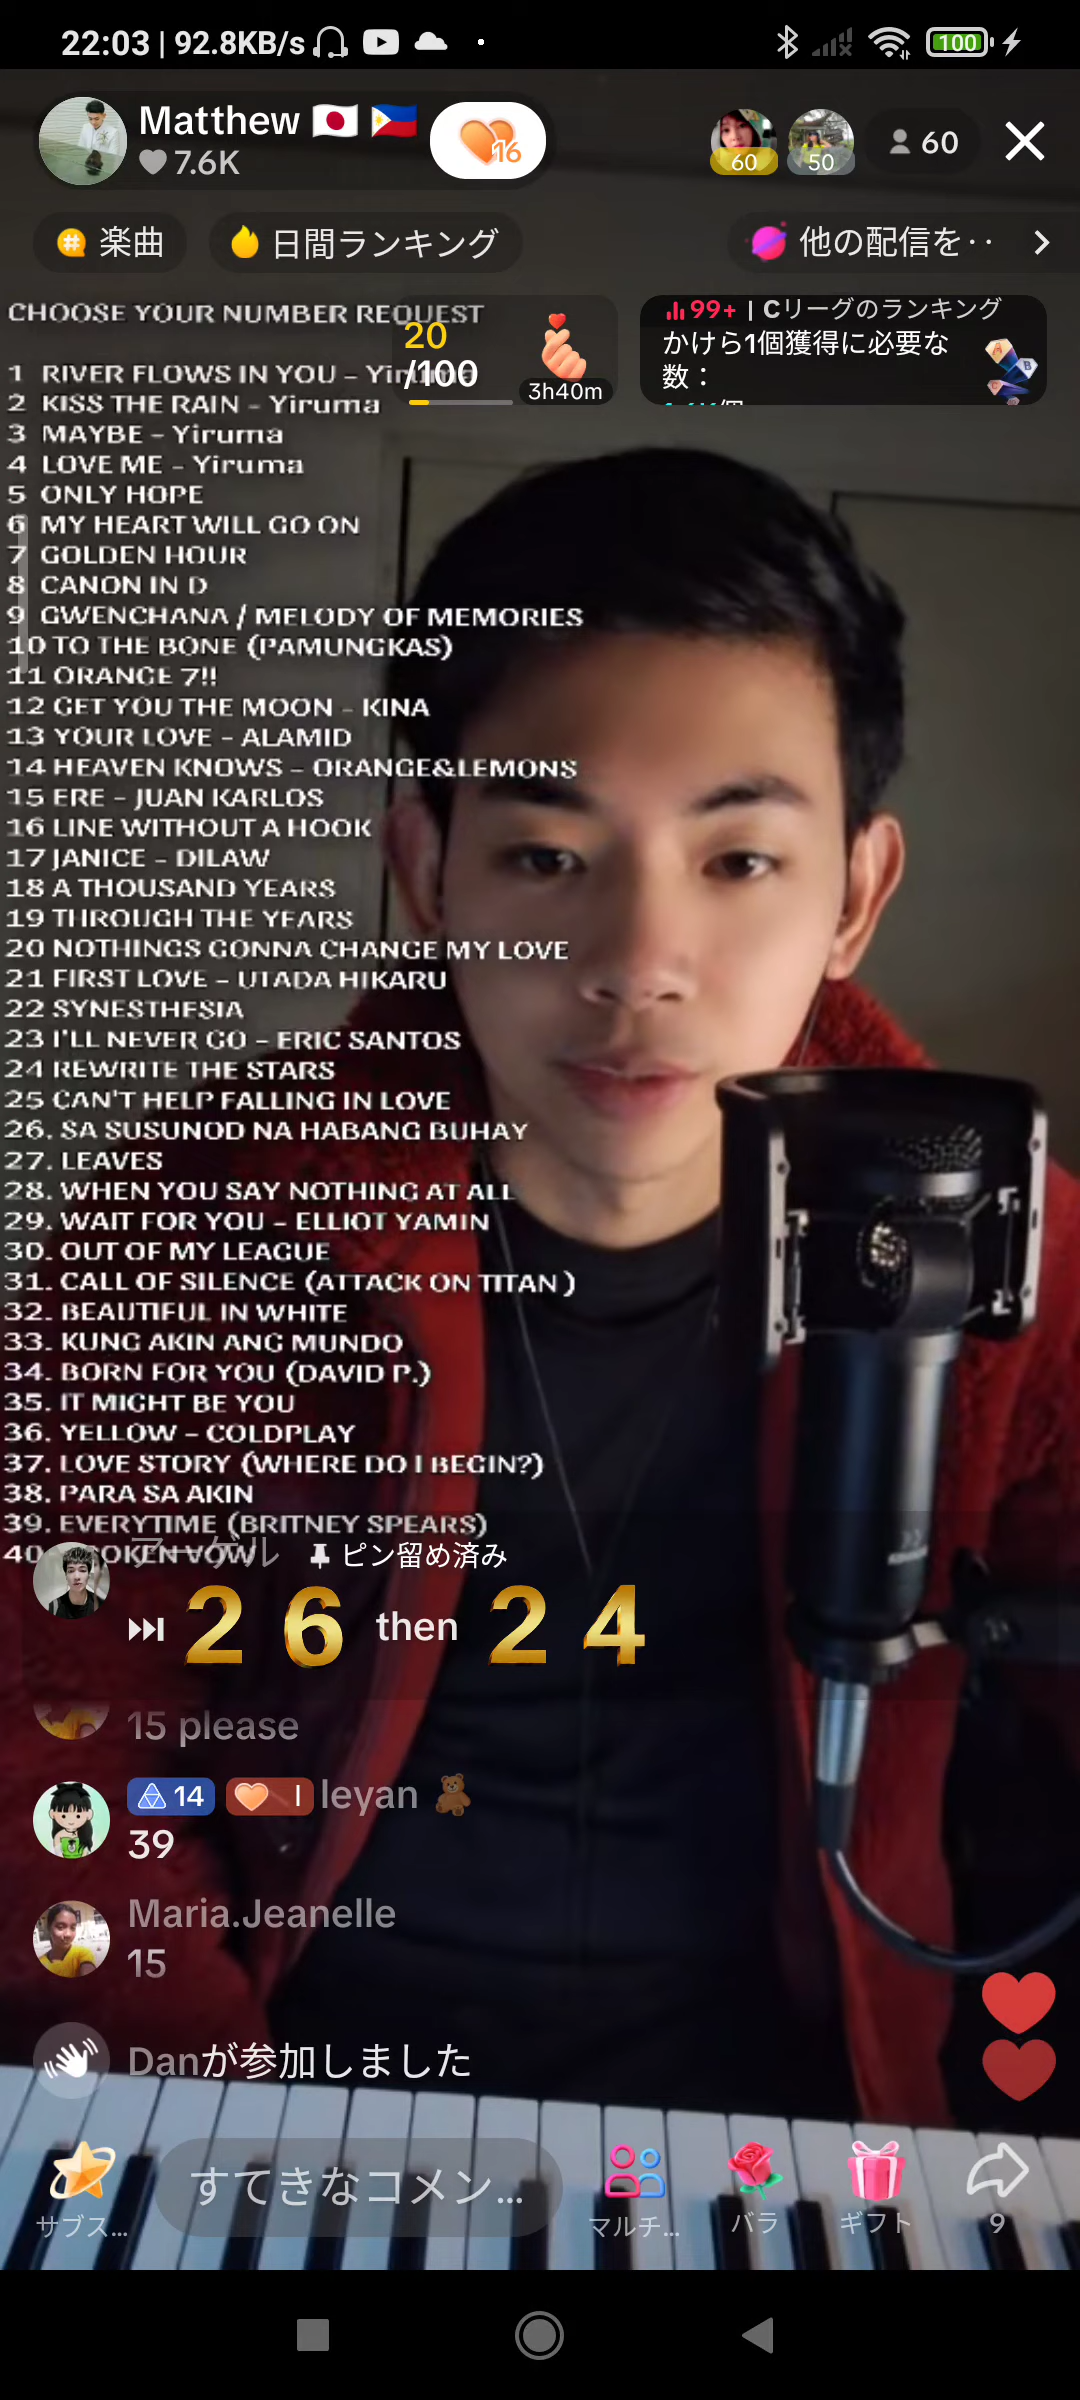 22:03 | 92.8KB/s
100
Matthew 🇯🇵 🇵🇭
7.6K
16
60
50
60
楽曲
日間ランキング
他の配信を‥
CHOOSE YOUR NUMBER REQUEST
20
/100
3h40m
99+ | Cリーグのランキング
かけら1個獲得に必要な
数：
1 RIVER FLOWS IN YOU – Yiruma
2 KISS THE RAIN – Yiruma
3 MAYBE – Yiruma
4 LOVE ME – Yiruma
5 ONLY HOPE
6 MY HEART WILL GO ON
7 GOLDEN HOUR
8 CANON IN D
9 GWENCHANA / MELODY OF MEMORIES
10 TO THE BONE (PAMUNGKAS)
11 ORANGE 7!!
12 GET YOU THE MOON – KINA
13 YOUR LOVE – ALAMID
14 HEAVEN KNOWS – ORANGE&LEMONS
15 ERE – JUAN KARLOS
16 LINE WITHOUT A HOOK
17 JANICE – DILAW
18 A THOUSAND YEARS
19 THROUGH THE YEARS
20 NOTHINGS GONNA CHANGE MY LOVE
21 FIRST LOVE – UTADA HIKARU
22 SYNESTHESIA
23 I'LL NEVER GO – ERIC SANTOS
24 REWRITE THE STARS
25 CAN'T HELP FALLING IN LOVE
26. SA SUSUNOD NA HABANG BUHAY
27. LEAVES
28. WHEN YOU SAY NOTHING AT ALL
29. WAIT FOR YOU – ELLIOT YAMIN
30. OUT OF MY LEAGUE
31. CALL OF SILENCE (ATTACK ON TITAN )
32. BEAUTIFUL IN WHITE
33. KUNG AKIN ANG MUNDO
34. BORN FOR YOU (DAVID P.)
35. IT MIGHT BE YOU
36. YELLOW – COLDPLAY
37. LOVE STORY (WHERE DO I BEGIN?)
38. PARA SA AKIN
39. EVERYTIME (BRITNEY SPEARS)
40 VOW
アーゲル ピン留め済み
26 then 24
15 please
14 I leyan 🧸
39
Maria.Jeanelle
15
Danが参加しました
すてきなコメン...
サブス...
マルチ...
バラ
ギフト
9